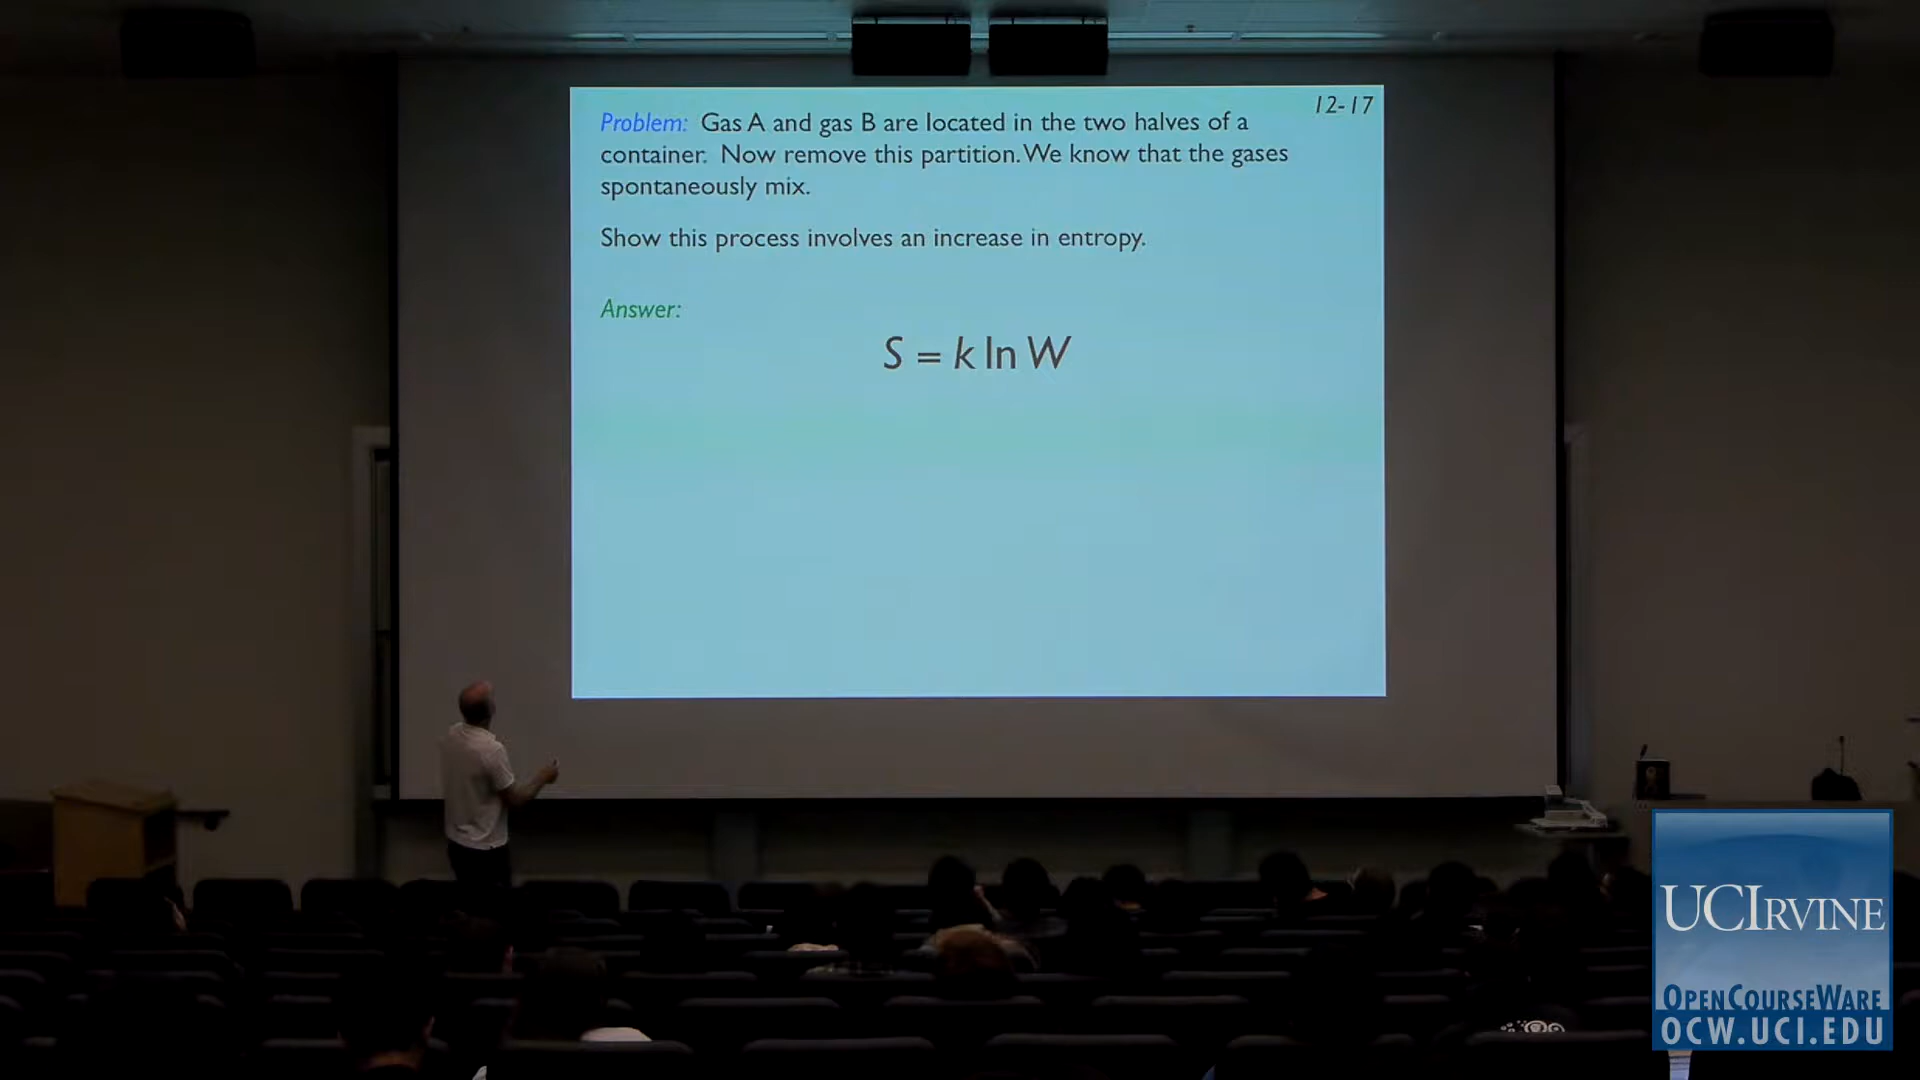 12-17
Problem: Gas A and gas B are located in the two halves of a
container. Now remove this partition. We know that the gases
spontaneously mix.
Show this process involves an increase in entropy.
Answer:
S = k ln W
UCIRVINE
OPENCOURSEWARE
OCW.UCI.EDU